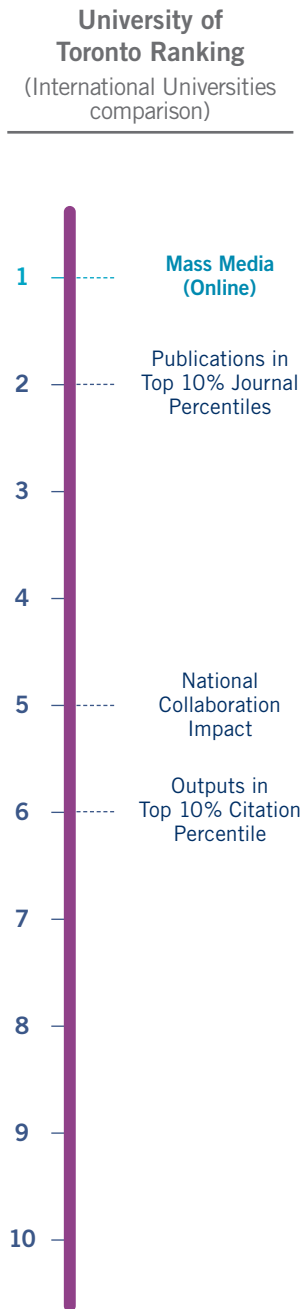 University of
Toronto Ranking
(International Universities
comparison)
1
Mass Media
(Online)
2
Publications in
Top 10% Journal
Percentiles
3
4
5
National
Collaboration
Impact
6
Outputs in
Top 10% Citation
Percentile
7
8
9
10